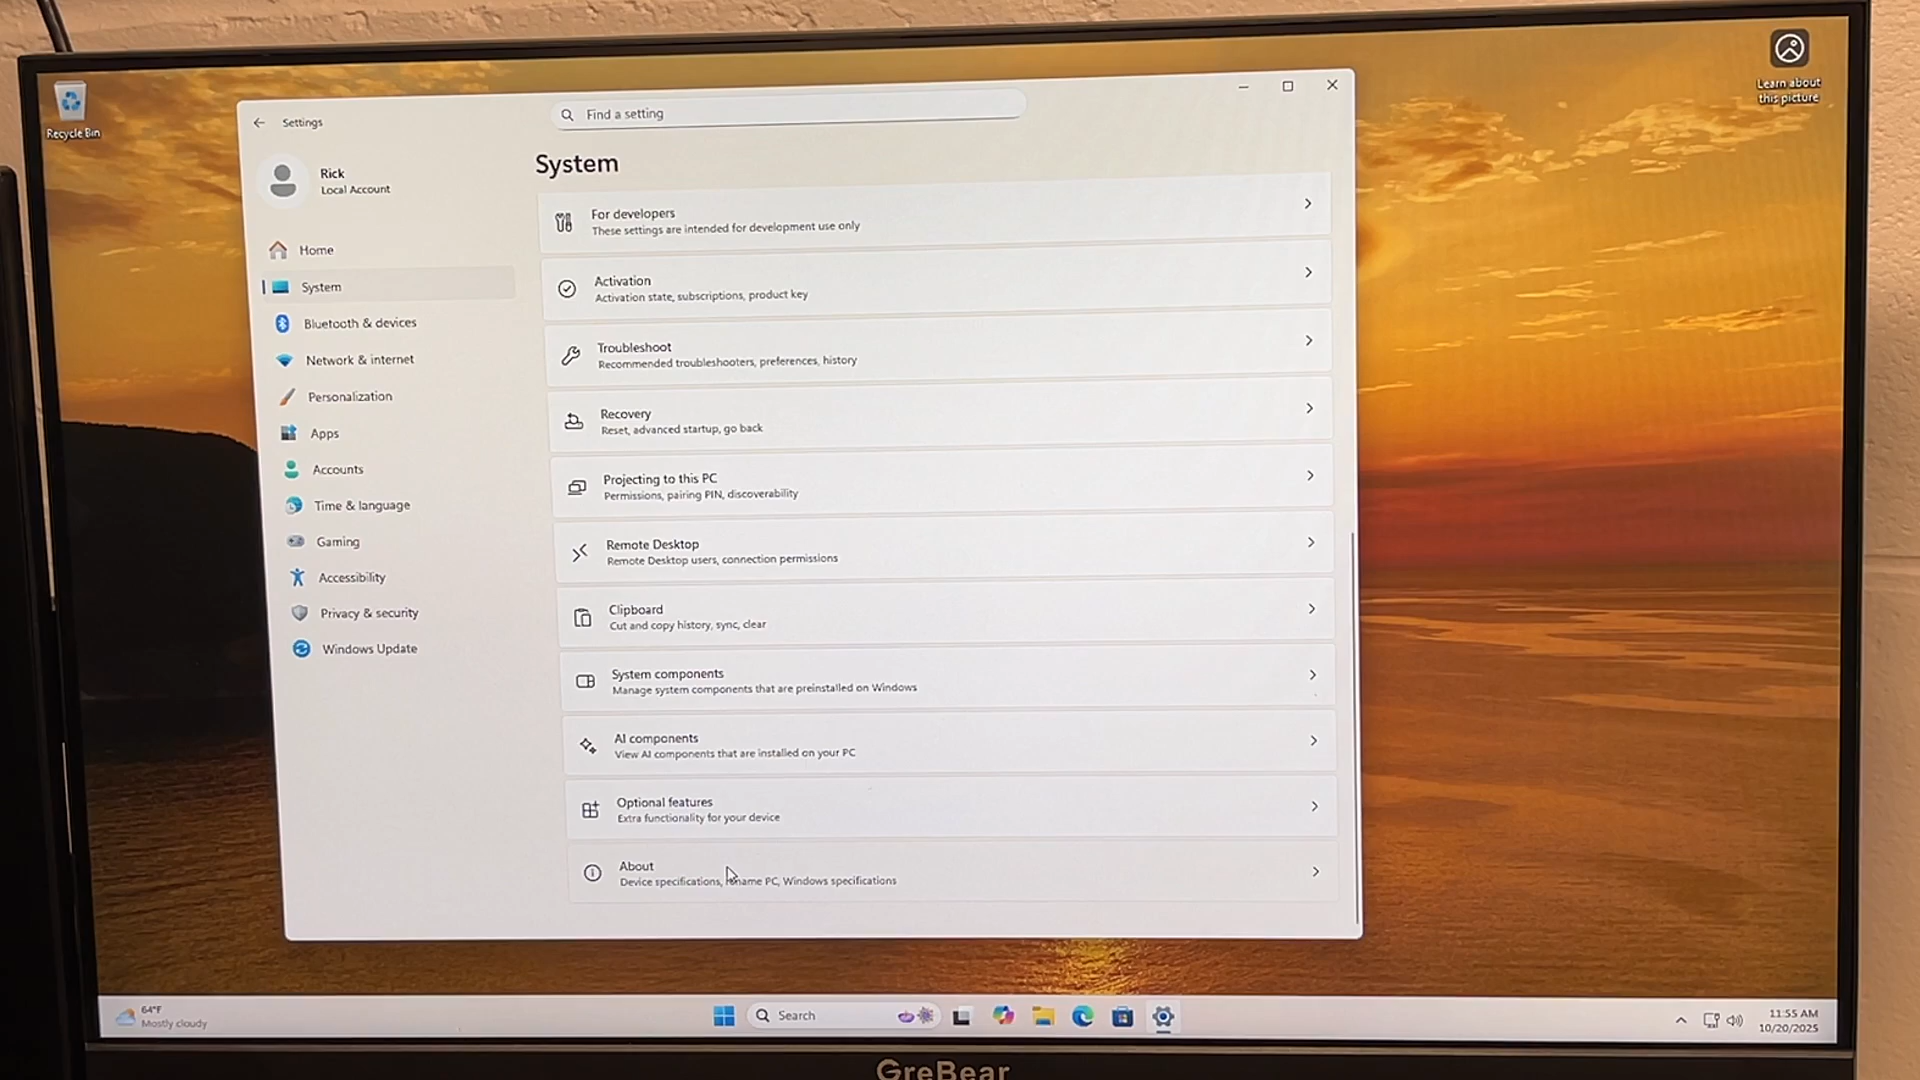 Recycle Bin
Learn about
this picture
Settings
Find a setting
Rick
Local Account
Home
System
Bluetooth & devices
Network & internet
Personalization
Apps
Accounts
Time & language
Gaming
Accessibility
Privacy & security
Windows Update
System
For developers
These settings are intended for development use only
Activation
Activation state, subscriptions, product key
Troubleshoot
Recommended troubleshooters, preferences, history
Recovery
Reset, advanced startup, go back
Projecting to this PC
Permissions, pairing PIN, discoverability
Remote Desktop
Remote Desktop users, connection permissions
Clipboard
Cut and copy history, sync, clear
System components
Manage system components that are preinstalled on Windows
AI components
View AI components that are installed on your PC
Optional features
Extra functionality for your device
About
Device specifications, rename PC, Windows specifications
64°F
Mostly cloudy
Search
11:55 AM
10/20/2025
GreBear